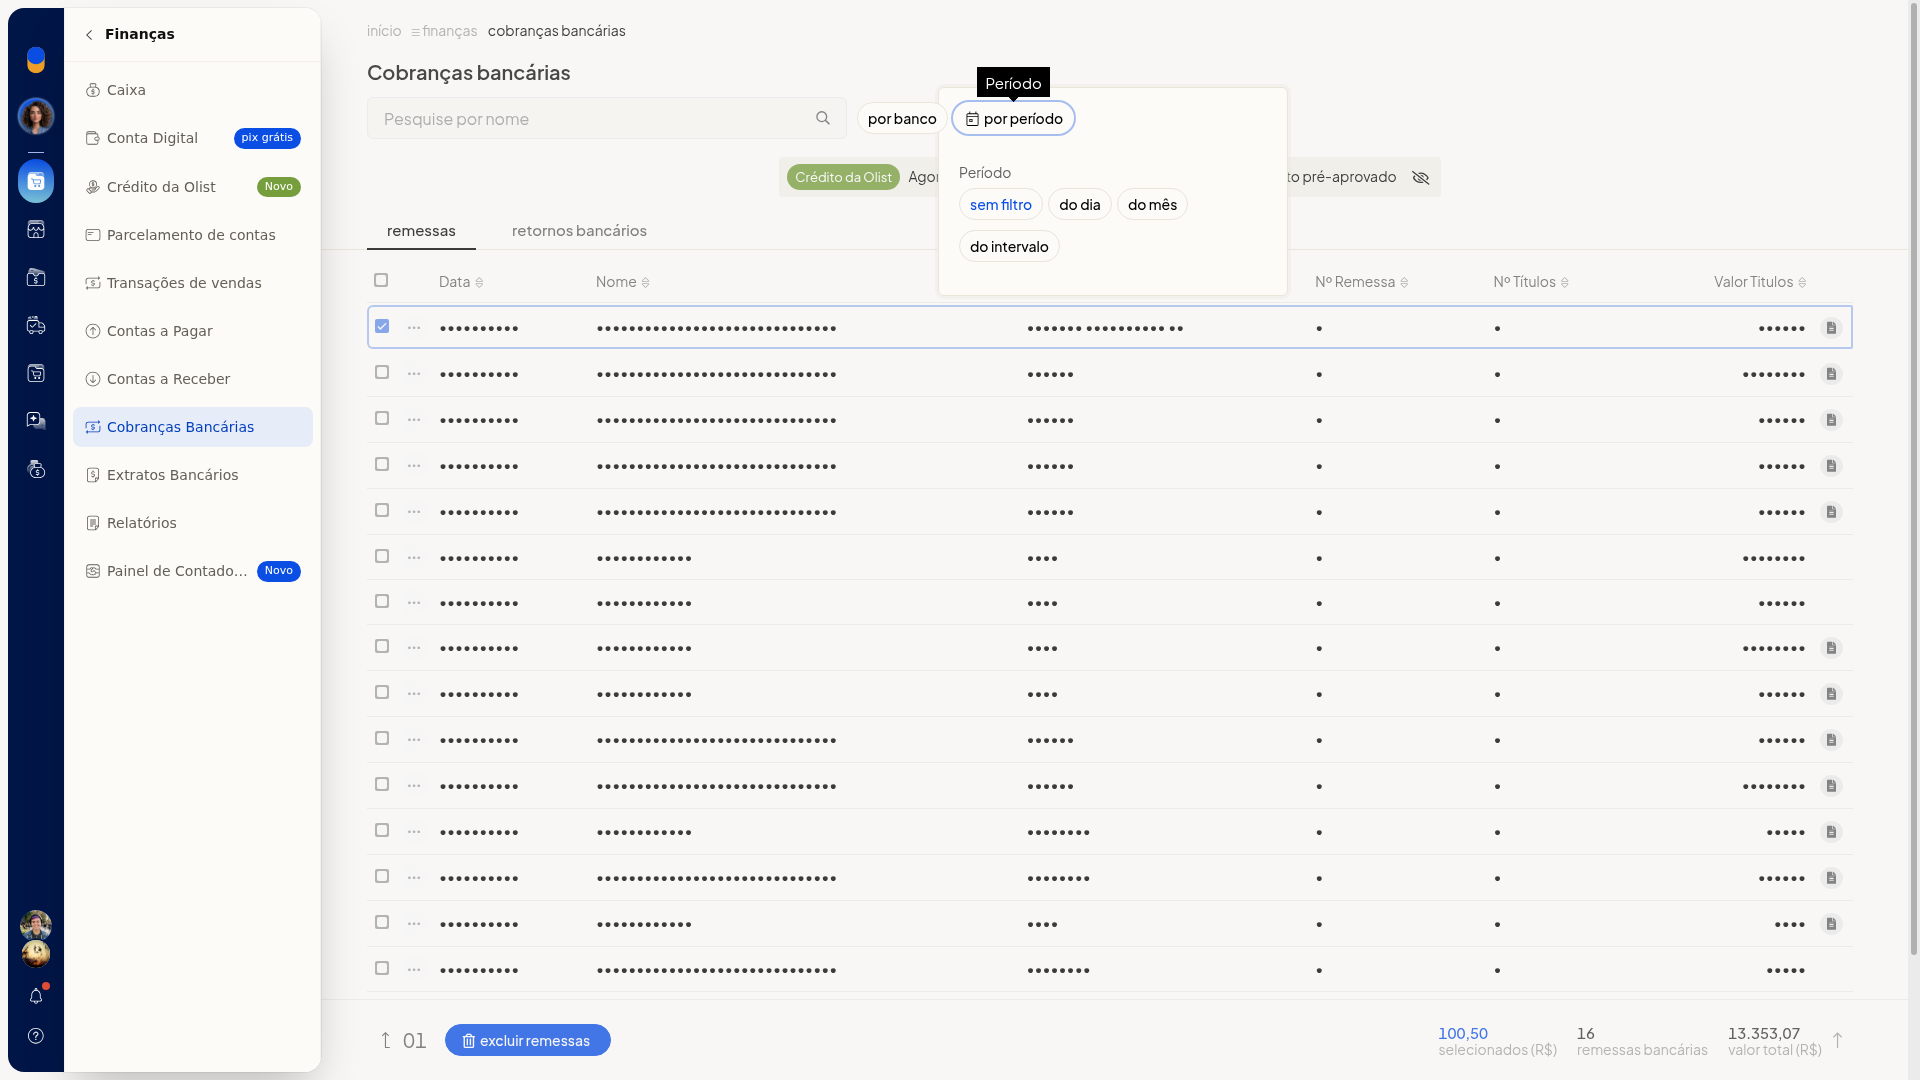 Finanças
Caixa
Conta Digital
pix grátis
Crédito da Olist
Novo
Parcelamento de contas
Transações de vendas
Contas a Pagar
Contas a Receber
Cobranças Bancárias
Extratos Bancários
Relatórios
Painel de Contado...
Novo
início finanças cobranças bancárias
Cobranças bancárias
Período
Pesquise por nome
por banco
por período
Crédito da Olist Agor
to pré-aprovado
Período
sem filtro
do dia
do mês
do intervalo
remessas
retornos bancários
Data Nome Nº Remessa Nº Títulos Valor Titulos
•••••••••• •••••••••••••••••••••••••••••• ••••••• •••••••••• •• • • ••••••
•••••••••• •••••••••••••••••••••••••••••• •••••• • • ••••••••
•••••••••• •••••••••••••••••••••••••••••• •••••• • • ••••••
•••••••••• •••••••••••••••••••••••••••••• •••••• • • ••••••
•••••••••• •••••••••••••••••••••••••••••• •••••• • • ••••••
•••••••••• •••••••••••• •••• • • ••••••••
•••••••••• •••••••••••• •••• • • ••••••
•••••••••• •••••••••••• •••• • • ••••••••
•••••••••• •••••••••••• •••• • • ••••••
•••••••••• •••••••••••••••••••••••••••••• •••••• • • ••••••
•••••••••• •••••••••••••••••••••••••••••• •••••• • • ••••••••
•••••••••• •••••••••••• •••••••• • • •••••
•••••••••• •••••••••••••••••••••••••••••• •••••••• • • ••••••
•••••••••• •••••••••••• •••• • • ••••
•••••••••• •••••••••••••••••••••••••••••• •••••••• • • •••••
01
excluir remessas
100,50
selecionados (R$)
16
remessas bancárias
13.353,07
valor total (R$)